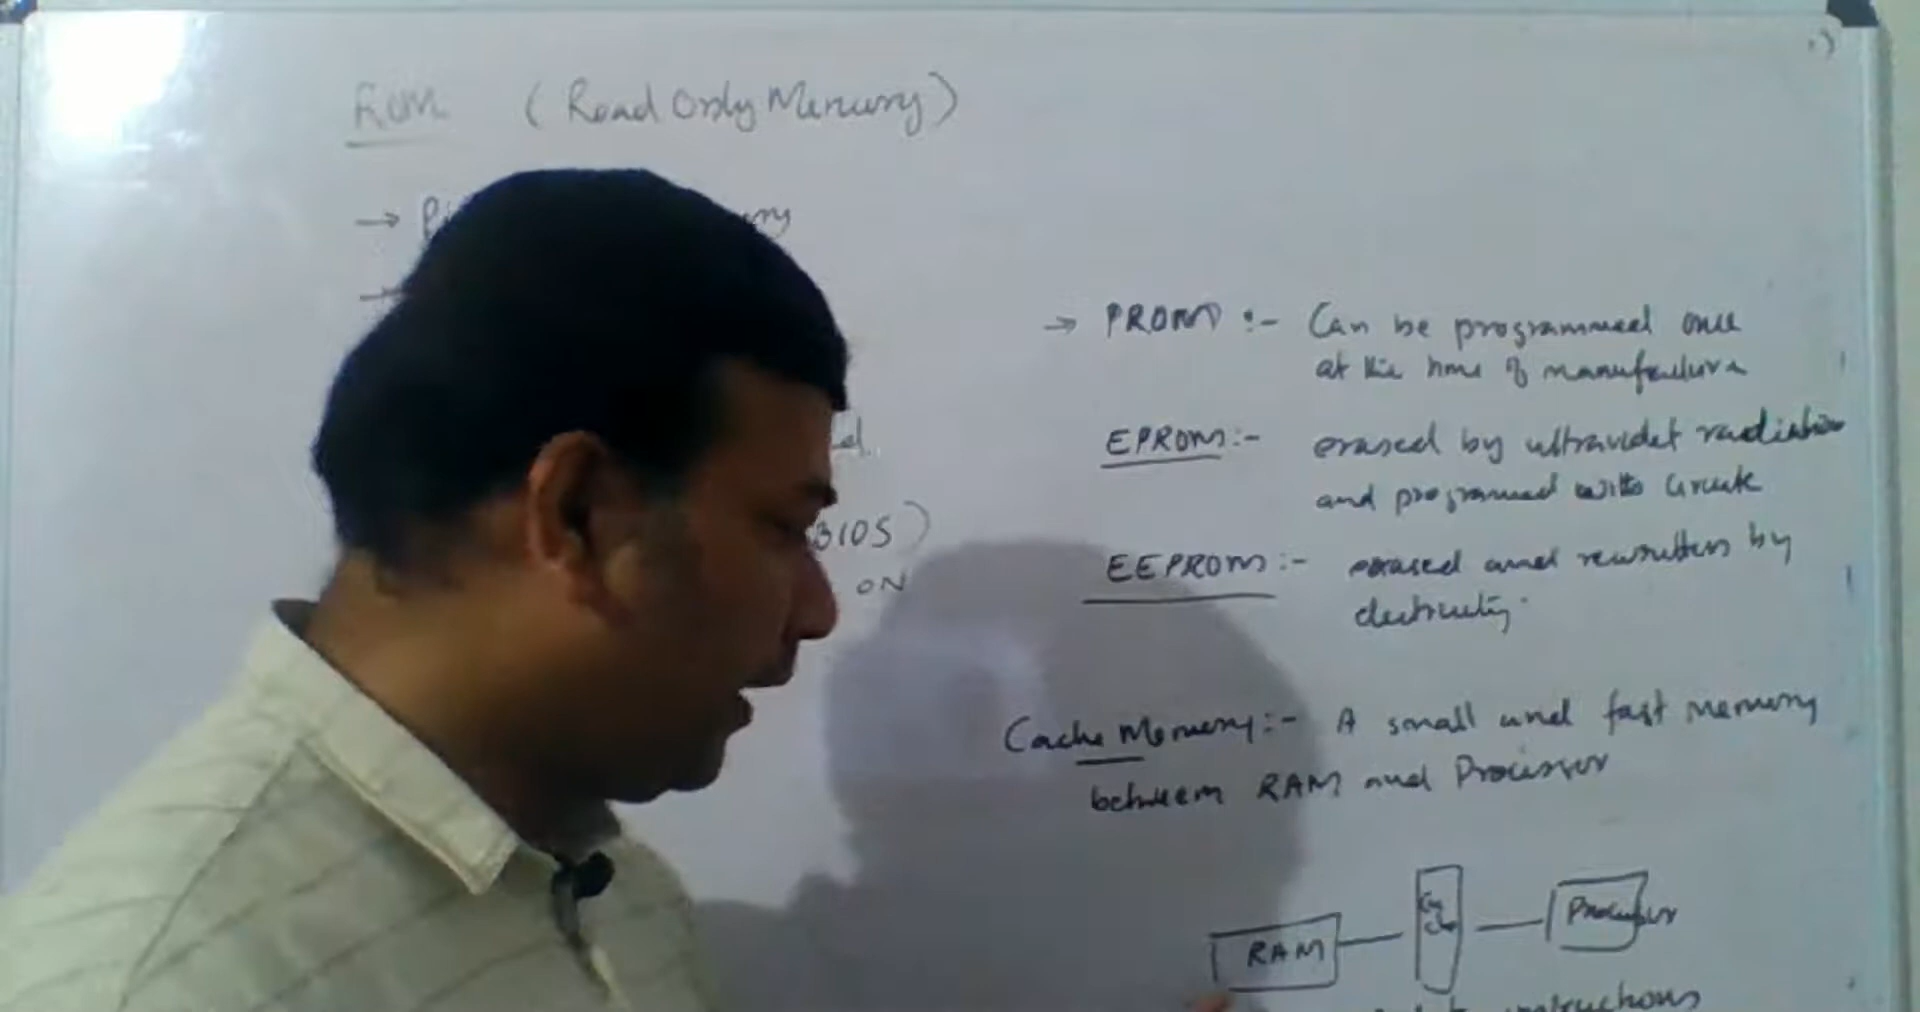 ROM (Read Only Memory)
BIOS)
ON
→ PROM :- Can be programmed once
at the time of manufacture
EPROM:- erased by ultraviolet radiation
and programmed with
EEPROM:- erased and rewritten by
electricity.
Cache Memory:- A small and fast memory
between RAM and Processor
RAM
Cache
Processor
instructions